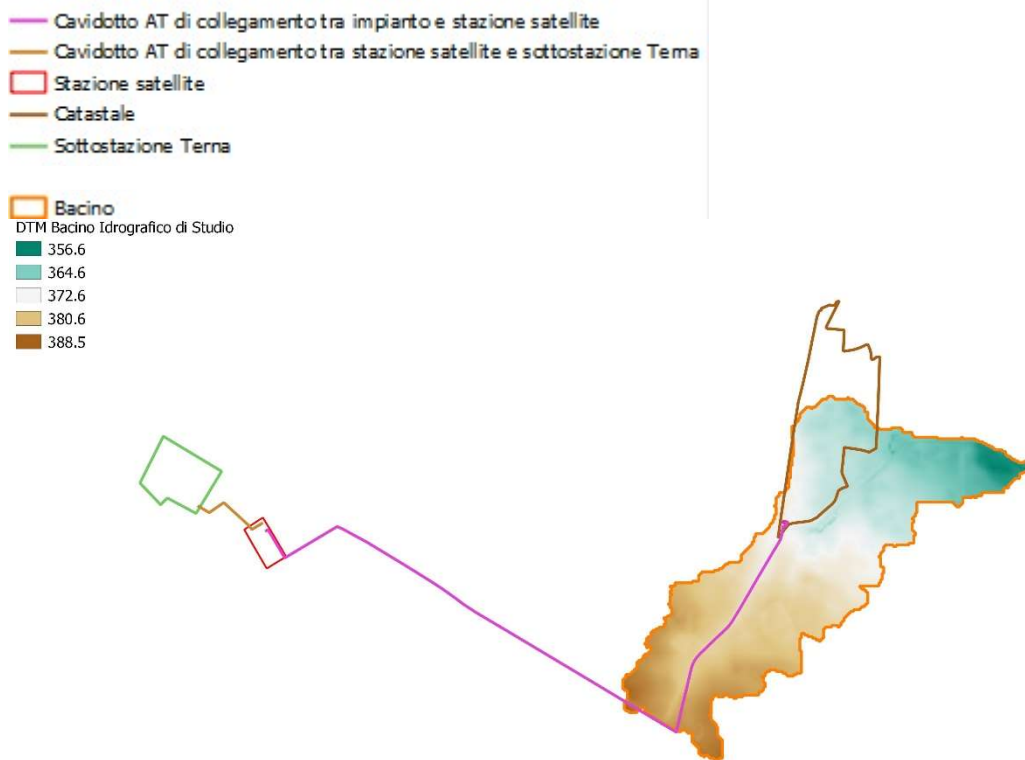 Cavidotto AT di collegamento tra impianto e stazione satellite
Cavidotto AT di collegamento tra stazione satellite e sottostazione Terna
Stazione satellite
Catastale
Sottostazione Terna
Bacino
DTM Bacino Idrografico di Studio
356.6
364.6
372.6
380.6
388.5